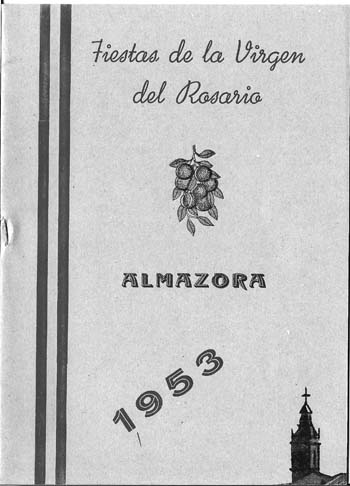 Fiestas de la Virgen
del Rosario
ALMAZORA
1953